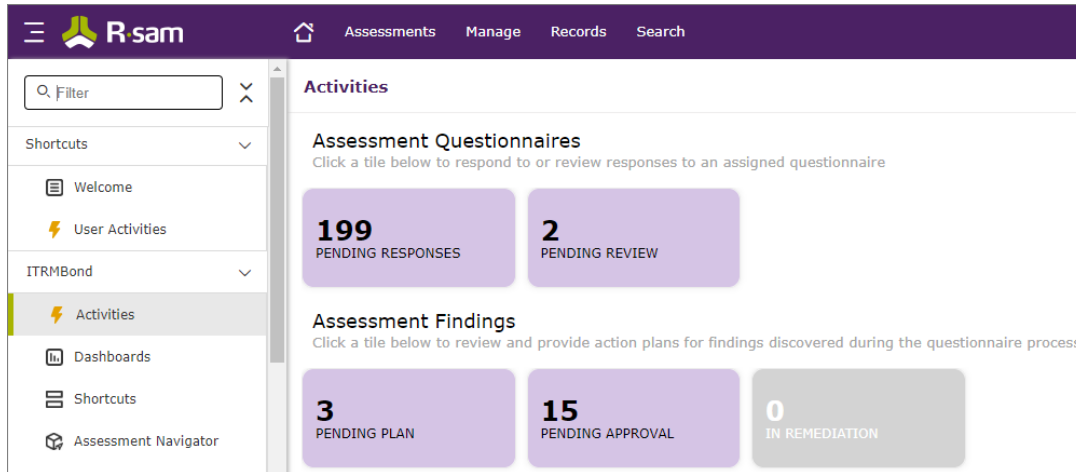 R·sam
Assessments Manage Records Search
Filter
Shortcuts
Welcome
User Activities
ITRMBond
Activities
Dashboards
Shortcuts
Assessment Navigator
Activities
Assessment Questionnaires
Click a tile below to respond to or review responses to an assigned questionnaire
199
PENDING RESPONSES
2
PENDING REVIEW
Assessment Findings
Click a tile below to review and provide action plans for findings discovered during the questionnaire process
3
PENDING PLAN
15
PENDING APPROVAL
0
IN REMEDIATION